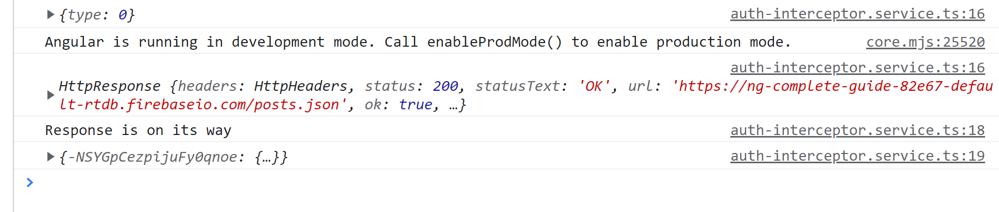 {type: 0} auth-interceptor.service.ts:16
Angular is running in development mode. Call enableProdMode() to enable production mode. core.mjs:25520
auth-interceptor.service.ts:16
HttpResponse {headers: HttpHeaders, status: 200, statusText: 'OK', url: 'https://ng-complete-guide-82e67-defau
lt-rtdb.firebaseio.com/posts.json', ok: true, …}
Response is on its way auth-interceptor.service.ts:18
{-NSYGpCezpijuFy0qnoe: {…}} auth-interceptor.service.ts:19